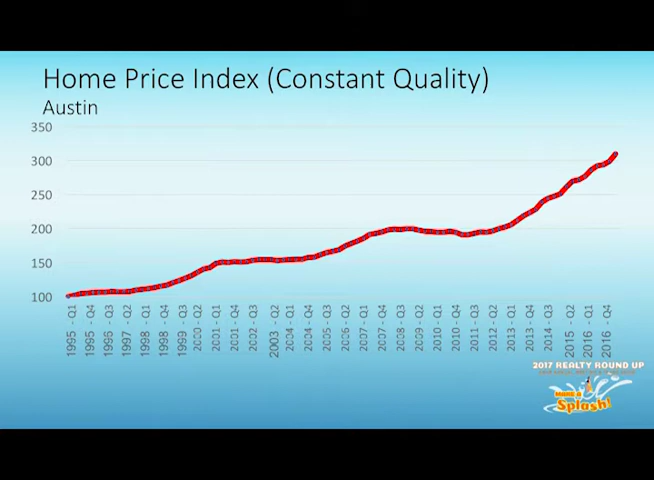 Home Price Index (Constant Quality)
Austin
350
300
250
200
150
100
1995 - Q1
1995 - Q4
1996 - Q3
1997 - Q2
1998 - Q1
1998 - Q4
1999 - Q3
2000 - Q2
2001 - Q1
2001 - Q4
2002 - Q3
2003 - Q2
2004 - Q1
2004 - Q4
2005 - Q3
2006 - Q2
2007 - Q1
2007 - Q4
2008 - Q3
2009 - Q2
2010 - Q1
2010 - Q4
2011 - Q3
2012 - Q2
2013 - Q1
2013 - Q4
2014 - Q3
2015 - Q2
2016 - Q1
2016 - Q4
2017 REALTY ROUND UP
MAKE A
Splash!